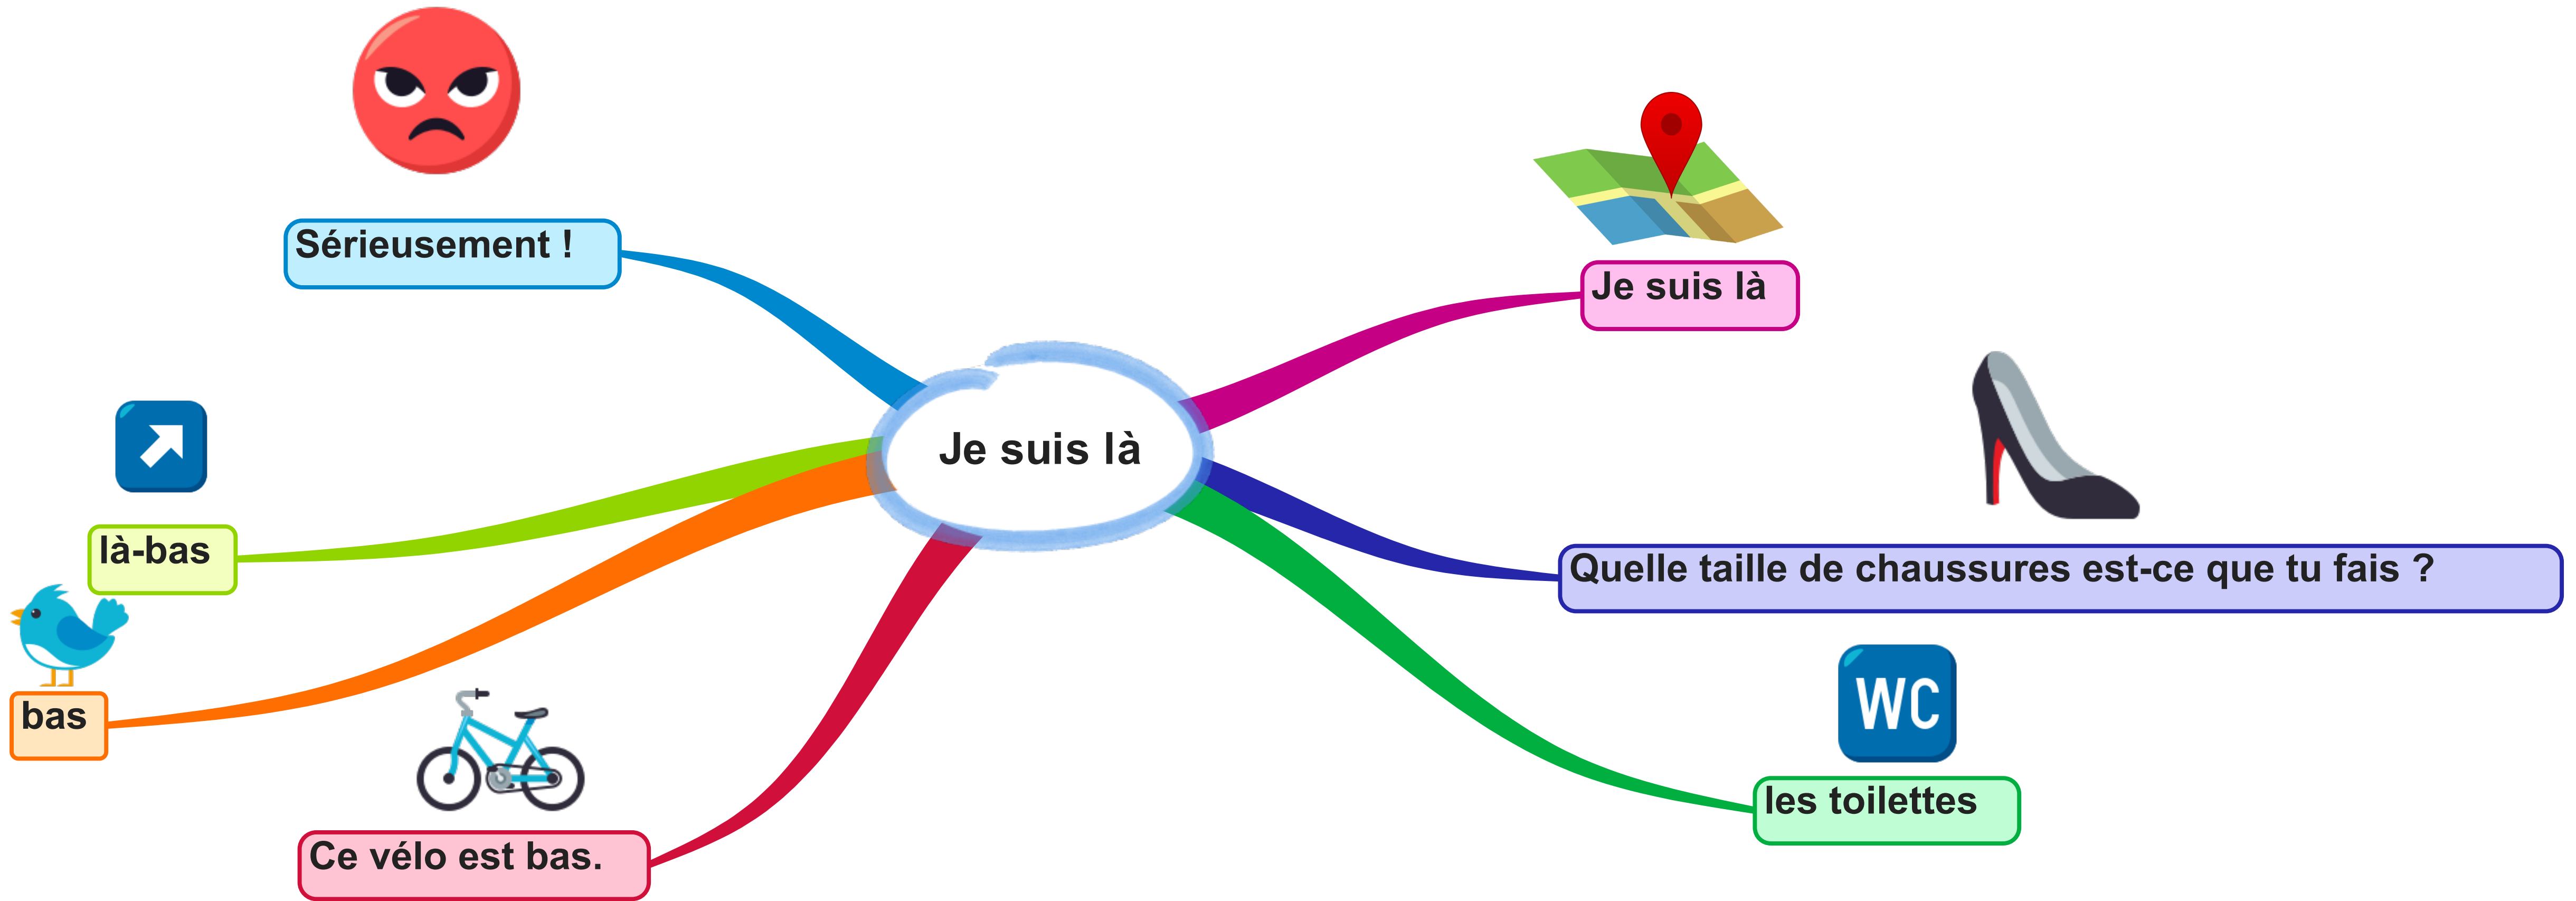 Sérieusement !
Je suis là
Je suis là
là-bas
Quelle taille de chaussures est-ce que tu fais ?
bas
WC
les toilettes
Ce vélo est bas.